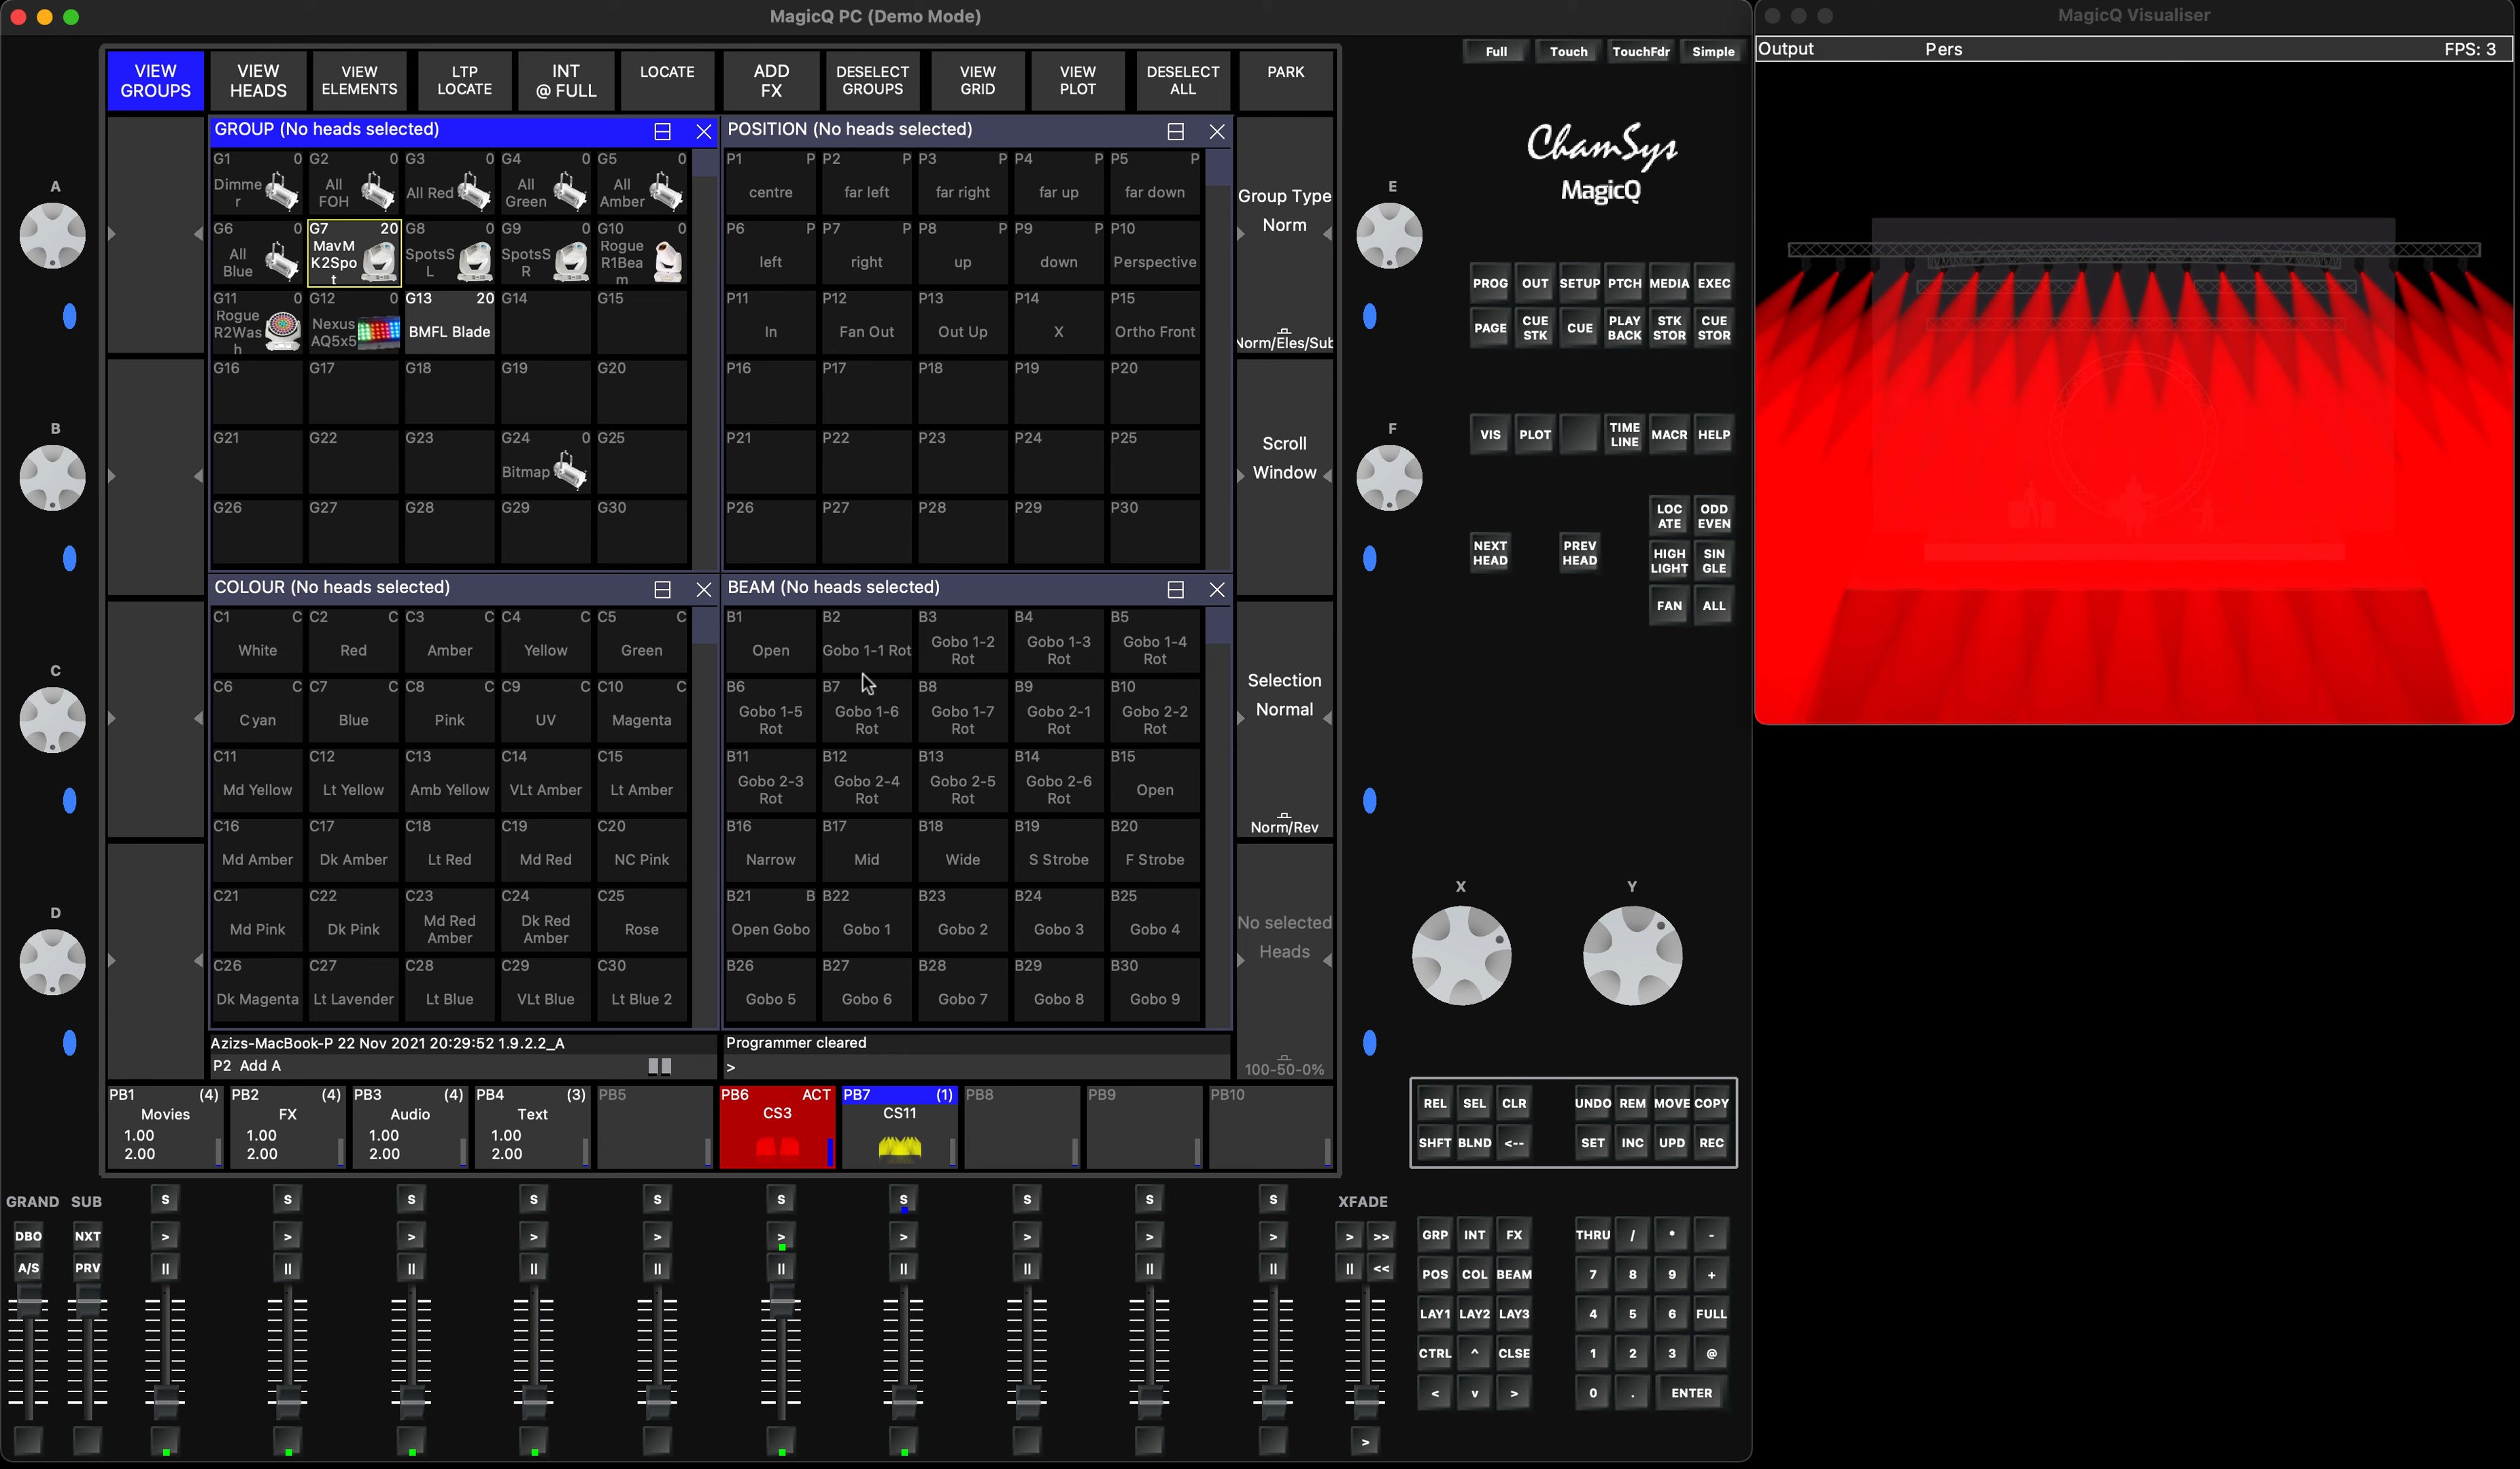 MagicQ PC (Demo Mode)
MagicQ Visualiser
Output Pers FPS: 3
Full Touch TouchFdr Simple
VIEW GROUPS
VIEW HEADS
VIEW ELEMENTS
LTP LOCATE
INT @ FULL
LOCATE
ADD FX
DESELECT GROUPS
VIEW GRID
VIEW PLOT
DESELECT ALL
PARK
GROUP (No heads selected)
G1 0 Dimmer
G2 0 All FOH
G3 0 All Red
G4 0 All Green
G5 0 All Amber
G6 0 All Blue
G7 20 MavMK2Spot
G8 0 SpotsSL
G9 0 SpotsSR
G10 0 Rogue R1Beam
G11 0 Rogue R2Wash
G12 0 Nexus AQ5x5
G13 20 BMFL Blade
G14
G15
G16
G17
G18
G19
G20
G21
G22
G23
G24 0 Bitmap
G25
G26
G27
G28
G29
G30
POSITION (No heads selected)
P1 P centre
P2 P far left
P3 P far right
P4 P far up
P5 P far down
P6 P left
P7 P right
P8 P up
P9 P down
P10 Perspective
P11 In
P12 Fan Out
P13 Out Up
P14 X
P15 Ortho Front
P16
P17
P18
P19
P20
P21
P22
P23
P24
P25
P26
P27
P28
P29
P30
COLOUR (No heads selected)
C1 C White
C2 C Red
C3 C Amber
C4 C Yellow
C5 C Green
C6 C Cyan
C7 C Blue
C8 C Pink
C9 C UV
C10 C Magenta
C11 Md Yellow
C12 Lt Yellow
C13 Amb Yellow
C14 VLt Amber
C15 Lt Amber
C16 Md Amber
C17 Dk Amber
C18 Lt Red
C19 Md Red
C20 NC Pink
C21 Md Pink
C22 Dk Pink
C23 Md Red Amber
C24 Dk Red Amber
C25 Rose
C26 Dk Magenta
C27 Lt Lavender
C28 Lt Blue
C29 VLt Blue
C30 Lt Blue 2
BEAM (No heads selected)
B1 Open
B2 Gobo 1-1 Rot
B3 Gobo 1-2 Rot
B4 Gobo 1-3 Rot
B5 Gobo 1-4 Rot
B6 Gobo 1-5 Rot
B7 Gobo 1-6 Rot
B8 Gobo 1-7 Rot
B9 Gobo 2-1 Rot
B10 Gobo 2-2 Rot
B11 Gobo 2-3 Rot
B12 Gobo 2-4 Rot
B13 Gobo 2-5 Rot
B14 Gobo 2-6 Rot
B15 Open
B16 Narrow
B17 Mid
B18 Wide
B19 S Strobe
B20 F Strobe
B21 B Open Gobo
B22 Gobo 1
B23 Gobo 2
B24 Gobo 3
B25 Gobo 4
B26 Gobo 5
B27 Gobo 6
B28 Gobo 7
B29 Gobo 8
B30 Gobo 9
Group Type
Norm
Norm/Eles/Sub
Scroll
Window
Selection
Normal
Norm/Rev
No selected
Heads
100-50-0%
Azizs-MacBook-P 22 Nov 2021 20:29:52 1.9.2.2_A
P2 Add A
Programmer cleared
>
PB1 (4) Movies 1.00 2.00
PB2 (4) FX 1.00 2.00
PB3 (4) Audio 1.00 2.00
PB4 (3) Text 1.00 2.00
PB5
PB6 ACT CS3
PB7 (1) CS11
PB8
PB9
PB10
A
B
C
D
E
F
X
Y
ChamSys
MagicQ
PROG OUT SETUP PTCH MEDIA EXEC
PAGE CUE STK CUE PLAY BACK STK STOR CUE STOR
VIS PLOT TIME LINE MACR HELP
LOC ATE ODD EVEN
NEXT HEAD PREV HEAD HIGH LIGHT SIN GLE
FAN ALL
REL SEL CLR UNDO REM MOVE COPY
SHFT BLND <-- SET INC UPD REC
GRAND SUB S S S S S S S S S S XFADE
DBO NXT > > > > > > > > > > > >>
A/S PRV II II II II II II II II II II II <<
>
GRP INT FX THRU / * -
POS COL BEAM 7 8 9 +
LAY1 LAY2 LAY3 4 5 6 FULL
CTRL ^ CLSE 1 2 3 @
< v > 0 . ENTER